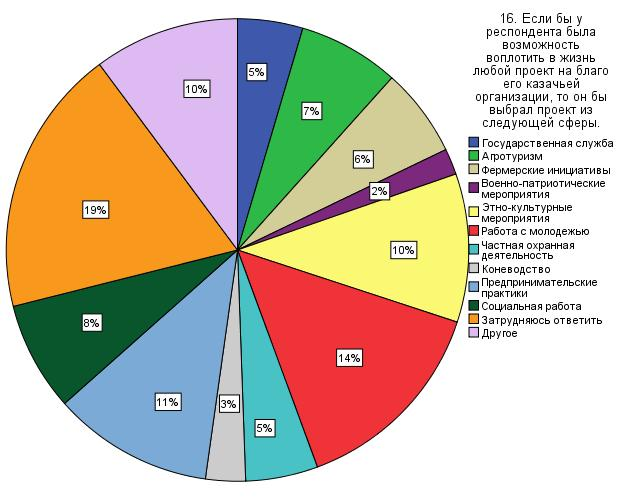 16. Если бы у
респондента была
возможность
воплотить в жизнь
любой проект на благо
его казачьей
организации, то он бы
выбрал проект из
следующей сферы.
Государственная служба
Агротуризм
Фермерские инициативы
Военно-патриотические
мероприятия
Этно-культурные
мероприятия
Работа с молодежью
Частная охранная
деятельность
Коневодство
Предпринимательские
практики
Социальная работа
Затрудняюсь ответить
Другое
5%
7%
6%
2%
10%
14%
5%
3%
11%
8%
19%
10%